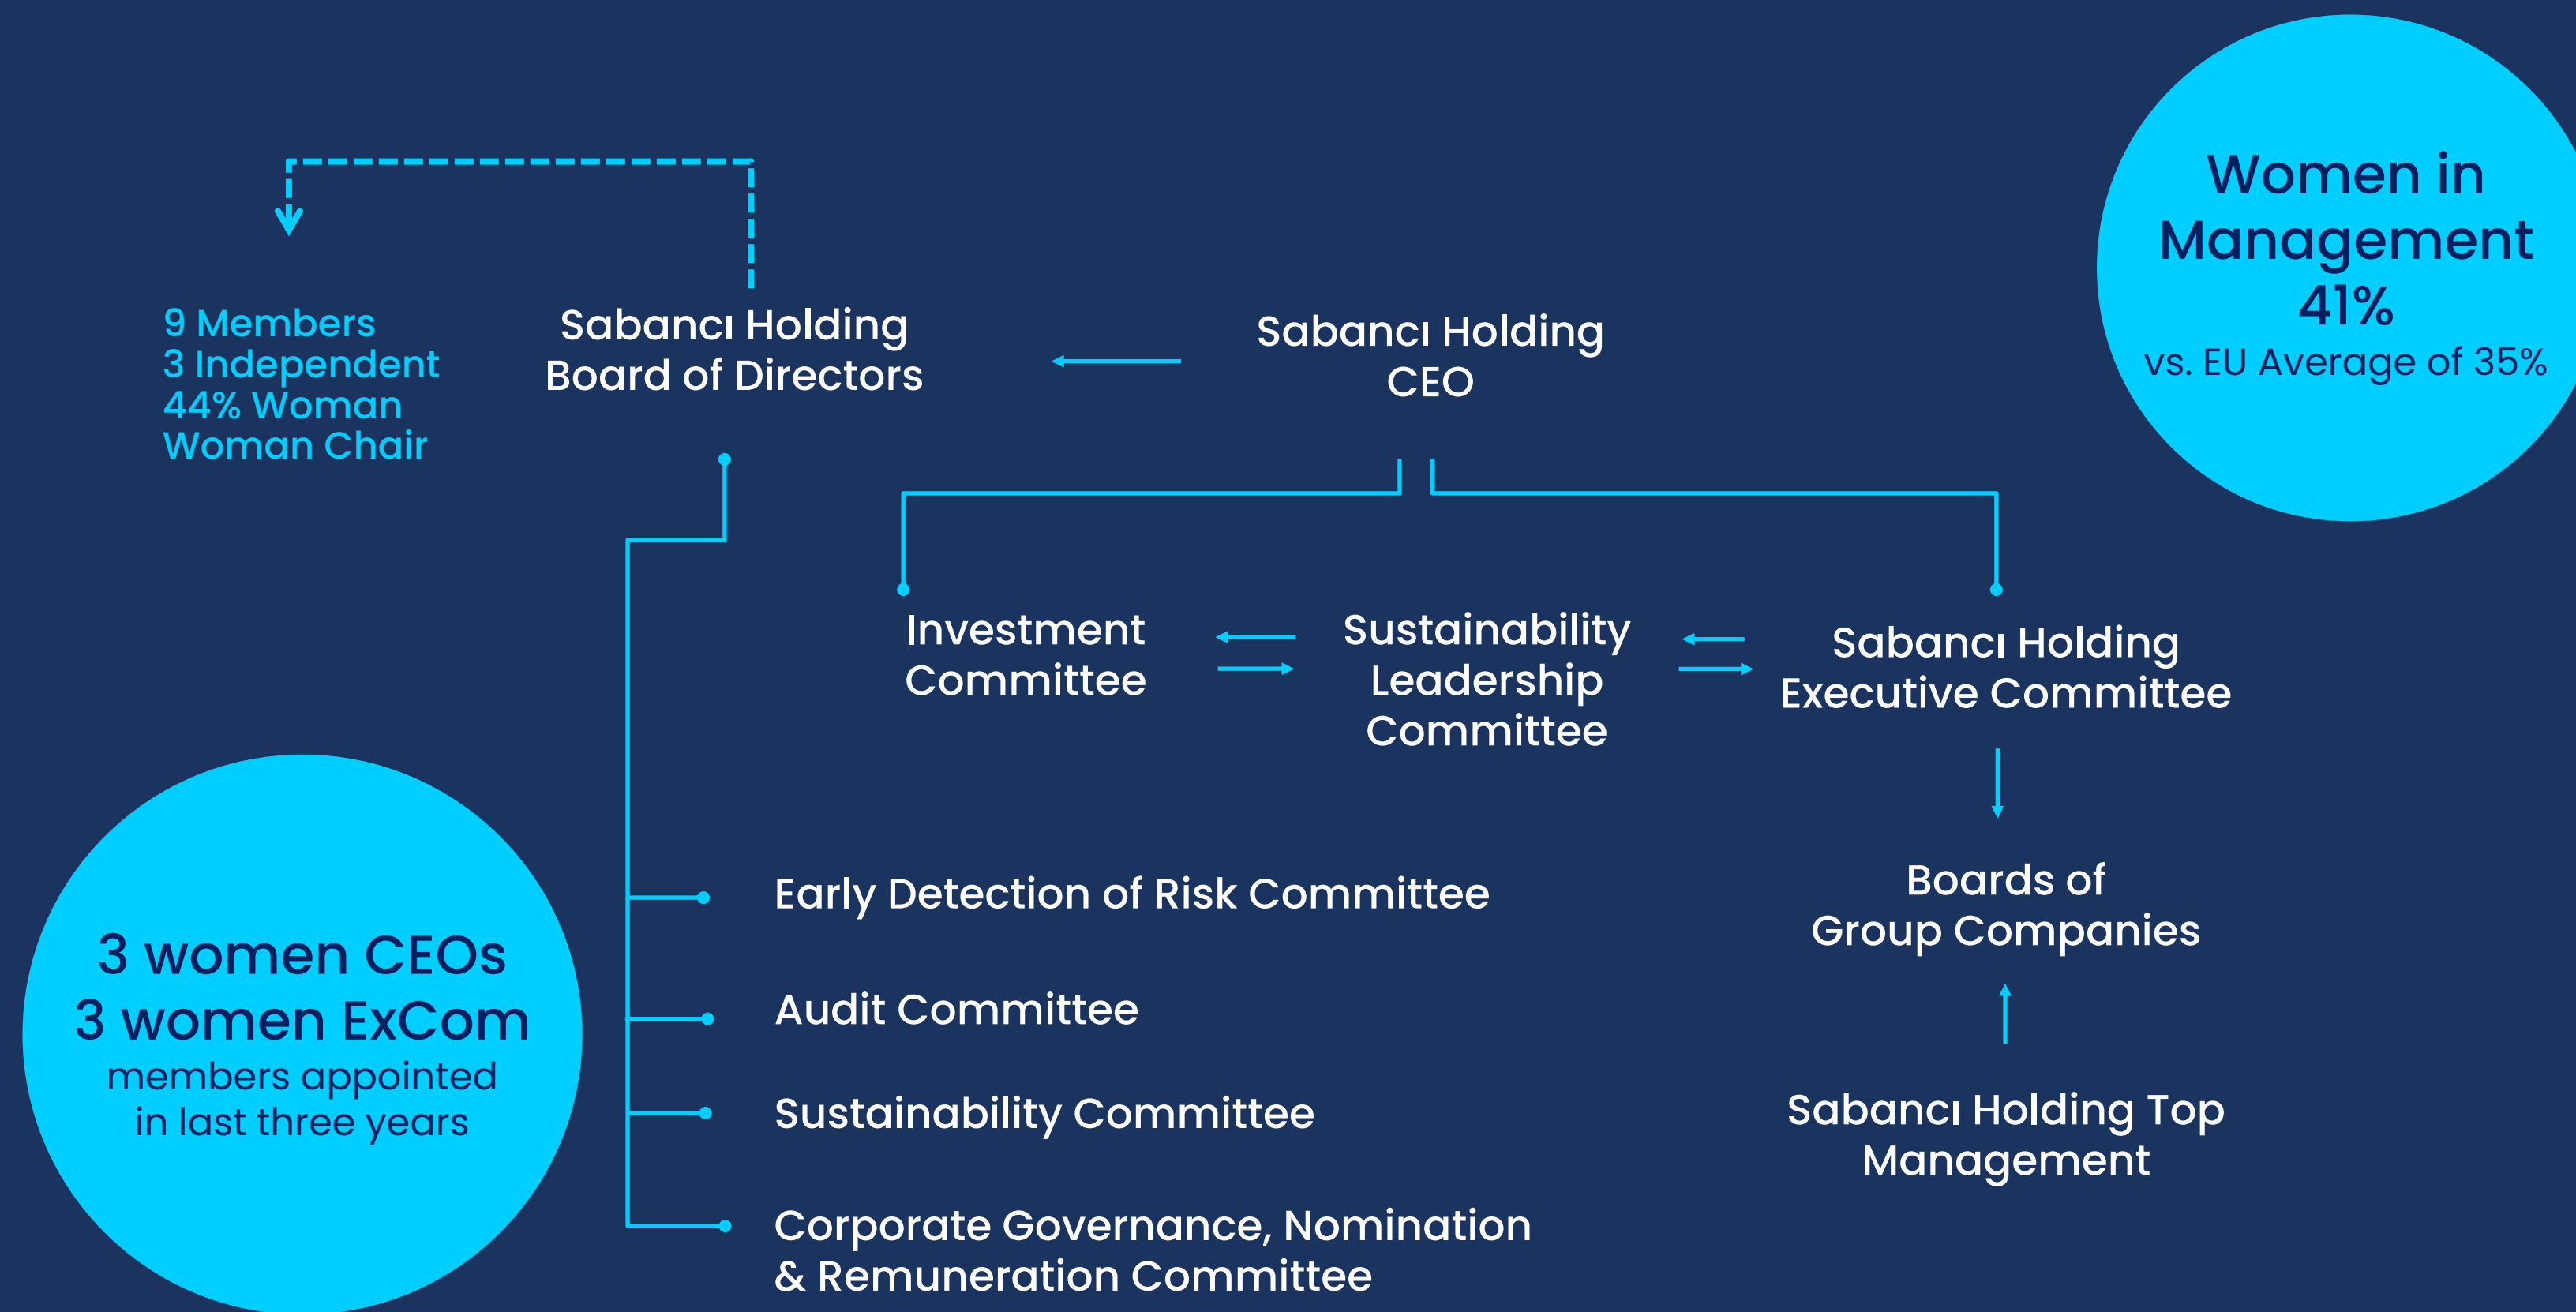 Women in
Management
41%
vs. EU Average of 35%
9 Members
3 Independent
44% Woman
Woman Chair
Sabancı Holding
Board of Directors
Sabancı Holding
CEO
Investment
Committee
Sustainability
Leadership
Committee
Sabancı Holding
Executive Committee
3 women CEOs
3 women ExCom
members appointed
in last three years
Early Detection of Risk Committee
Audit Committee
Sustainability Committee
Corporate Governance, Nomination
& Remuneration Committee
Boards of
Group Companies
Sabancı Holding Top
Management